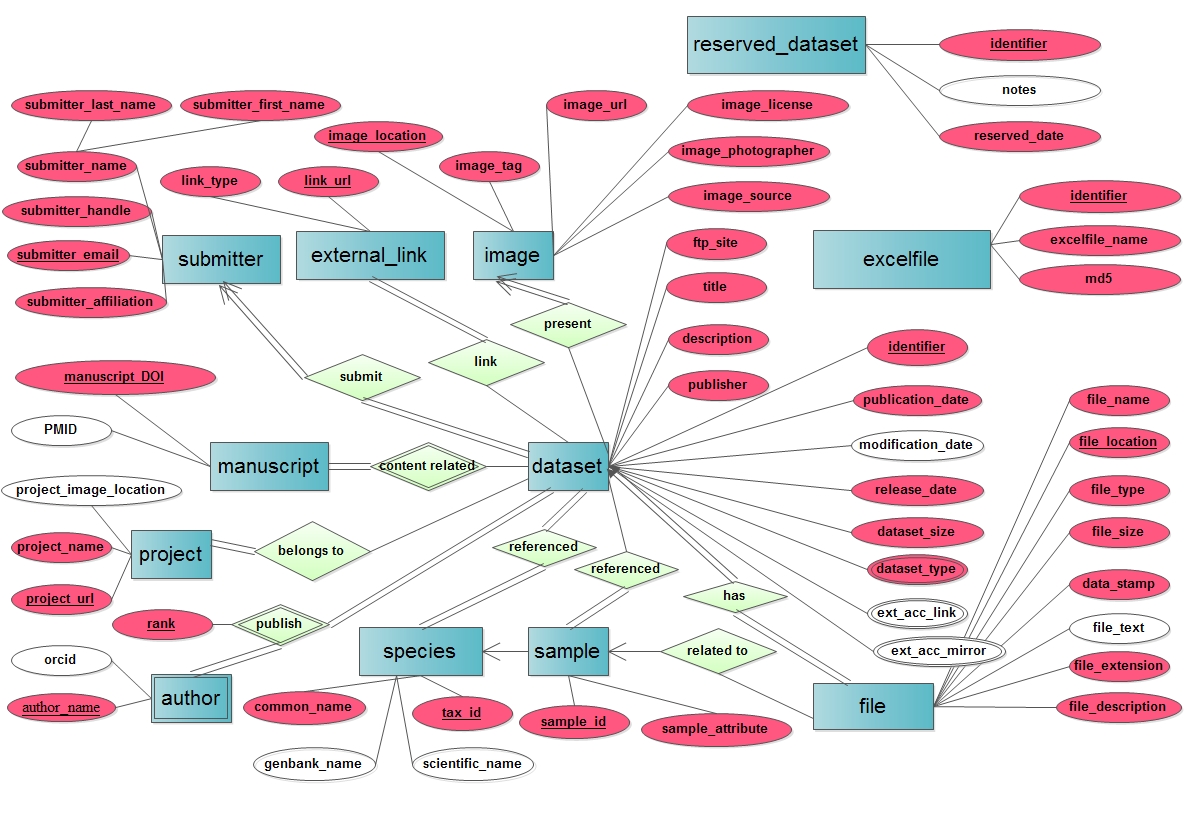 reserved_dataset
identifier
notes
reserved_date
submitter_last_name
submitter_first_name
image_url
image_license
image_location
image_photographer
submitter_name
link_type
link_url
image_tag
image_source
submitter_handle
submitter_email
submitter_affiliation
submitter
external_link
image
ftp_site
title
description
publisher
excelfile
identifier
excelfile_name
md5
present
link
submit
identifier
publication_date
modification_date
release_date
dataset_size
dataset_type
ext_acc_link
ext_acc_mirror
manuscript_DOI
PMID
manuscript
content related
dataset
project_image_location
project_name
project_url
project
belongs to
referenced
referenced
has
file_name
file_location
file_type
file_size
data_stamp
file_text
file_extension
file_description
rank
publish
orcid
author_name
author
species
sample
related to
file
common_name
tax_id
sample_id
sample_attribute
genbank_name
scientific_name